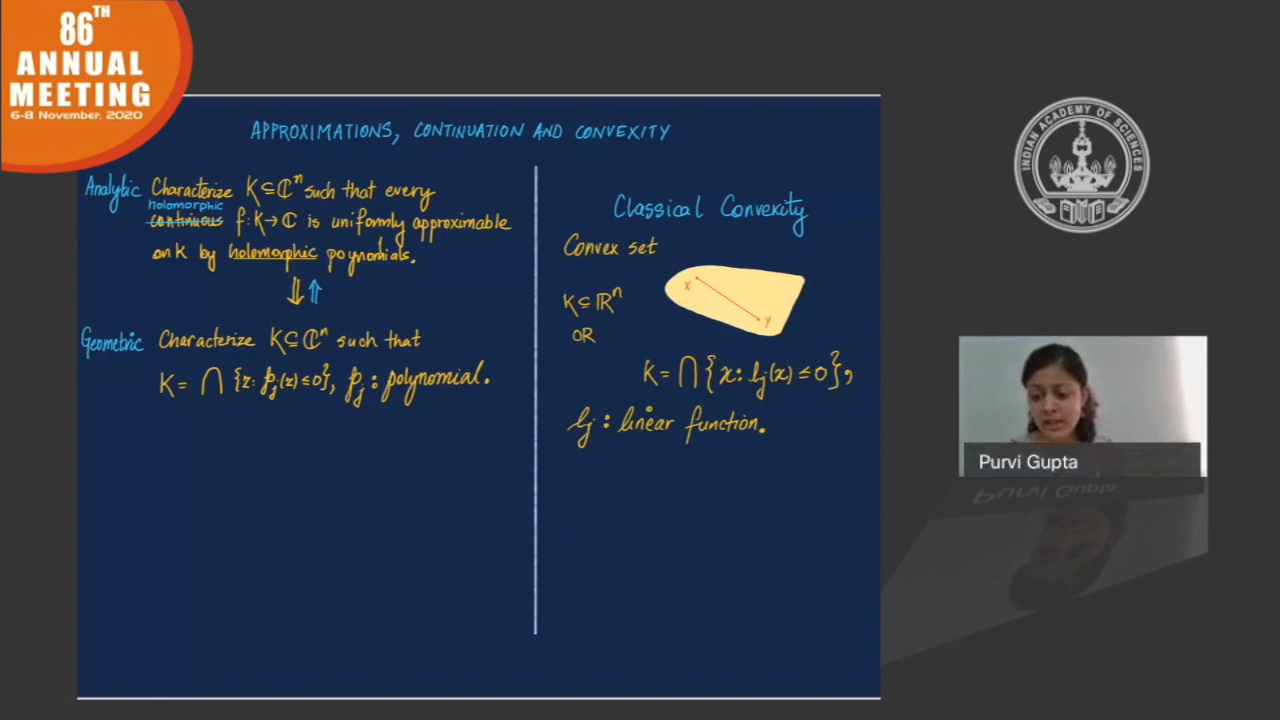 86TH
ANNUAL
MEETING
6-8 November. 2020
APPROXIMATIONS, CONTINUATION AND CONVEXITY
Analytic Characterize K⊆ℂⁿ such that every
holomorphic
continuous f: K→ℂ is uniformly approximable
on K by holomorphic polynomials.
⇓⇑
Geometric Characterize K⊆ℂⁿ such that
K = ⋂ {z: pⱼ(z) ≤ 0}, pⱼ : polynomial.
Classical Convexity
Convex set
x
y
K⊆ℝⁿ
OR
K = ⋂ {x: lⱼ(x) ≤ 0},
lⱼ : linear function.
INDIAN ACADEMY OF SCIENCES
Purvi Gupta
Purvi Gupta